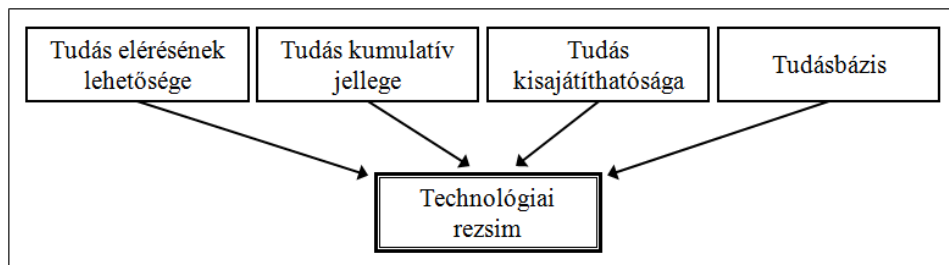 Tudás elérésének
lehetősége
Tudás kumulatív
jellege
Tudás
kisajátíthatósága
Tudásbázis
Technológiai
rezsim